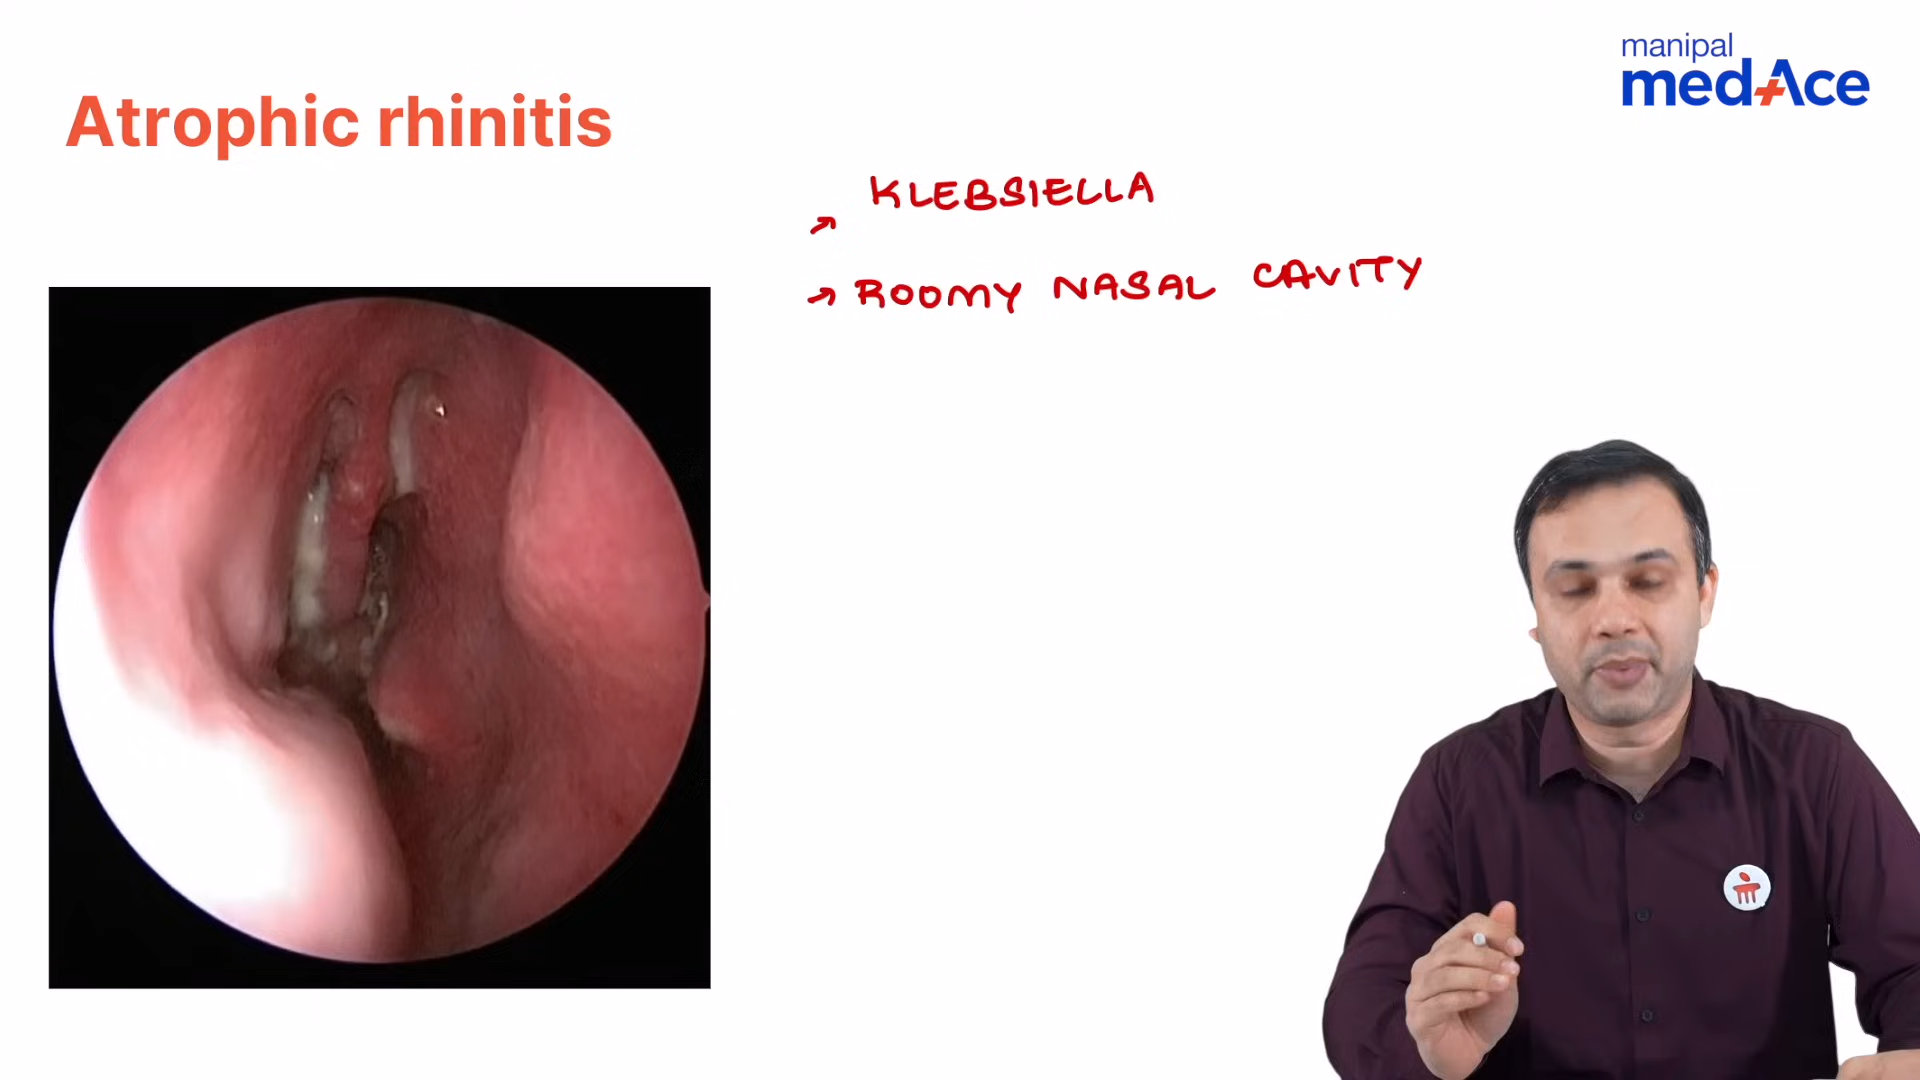 manipal
medAce
Atrophic rhinitis
→ KLEBSIELLA
→ ROOMY NASAL CAVITY